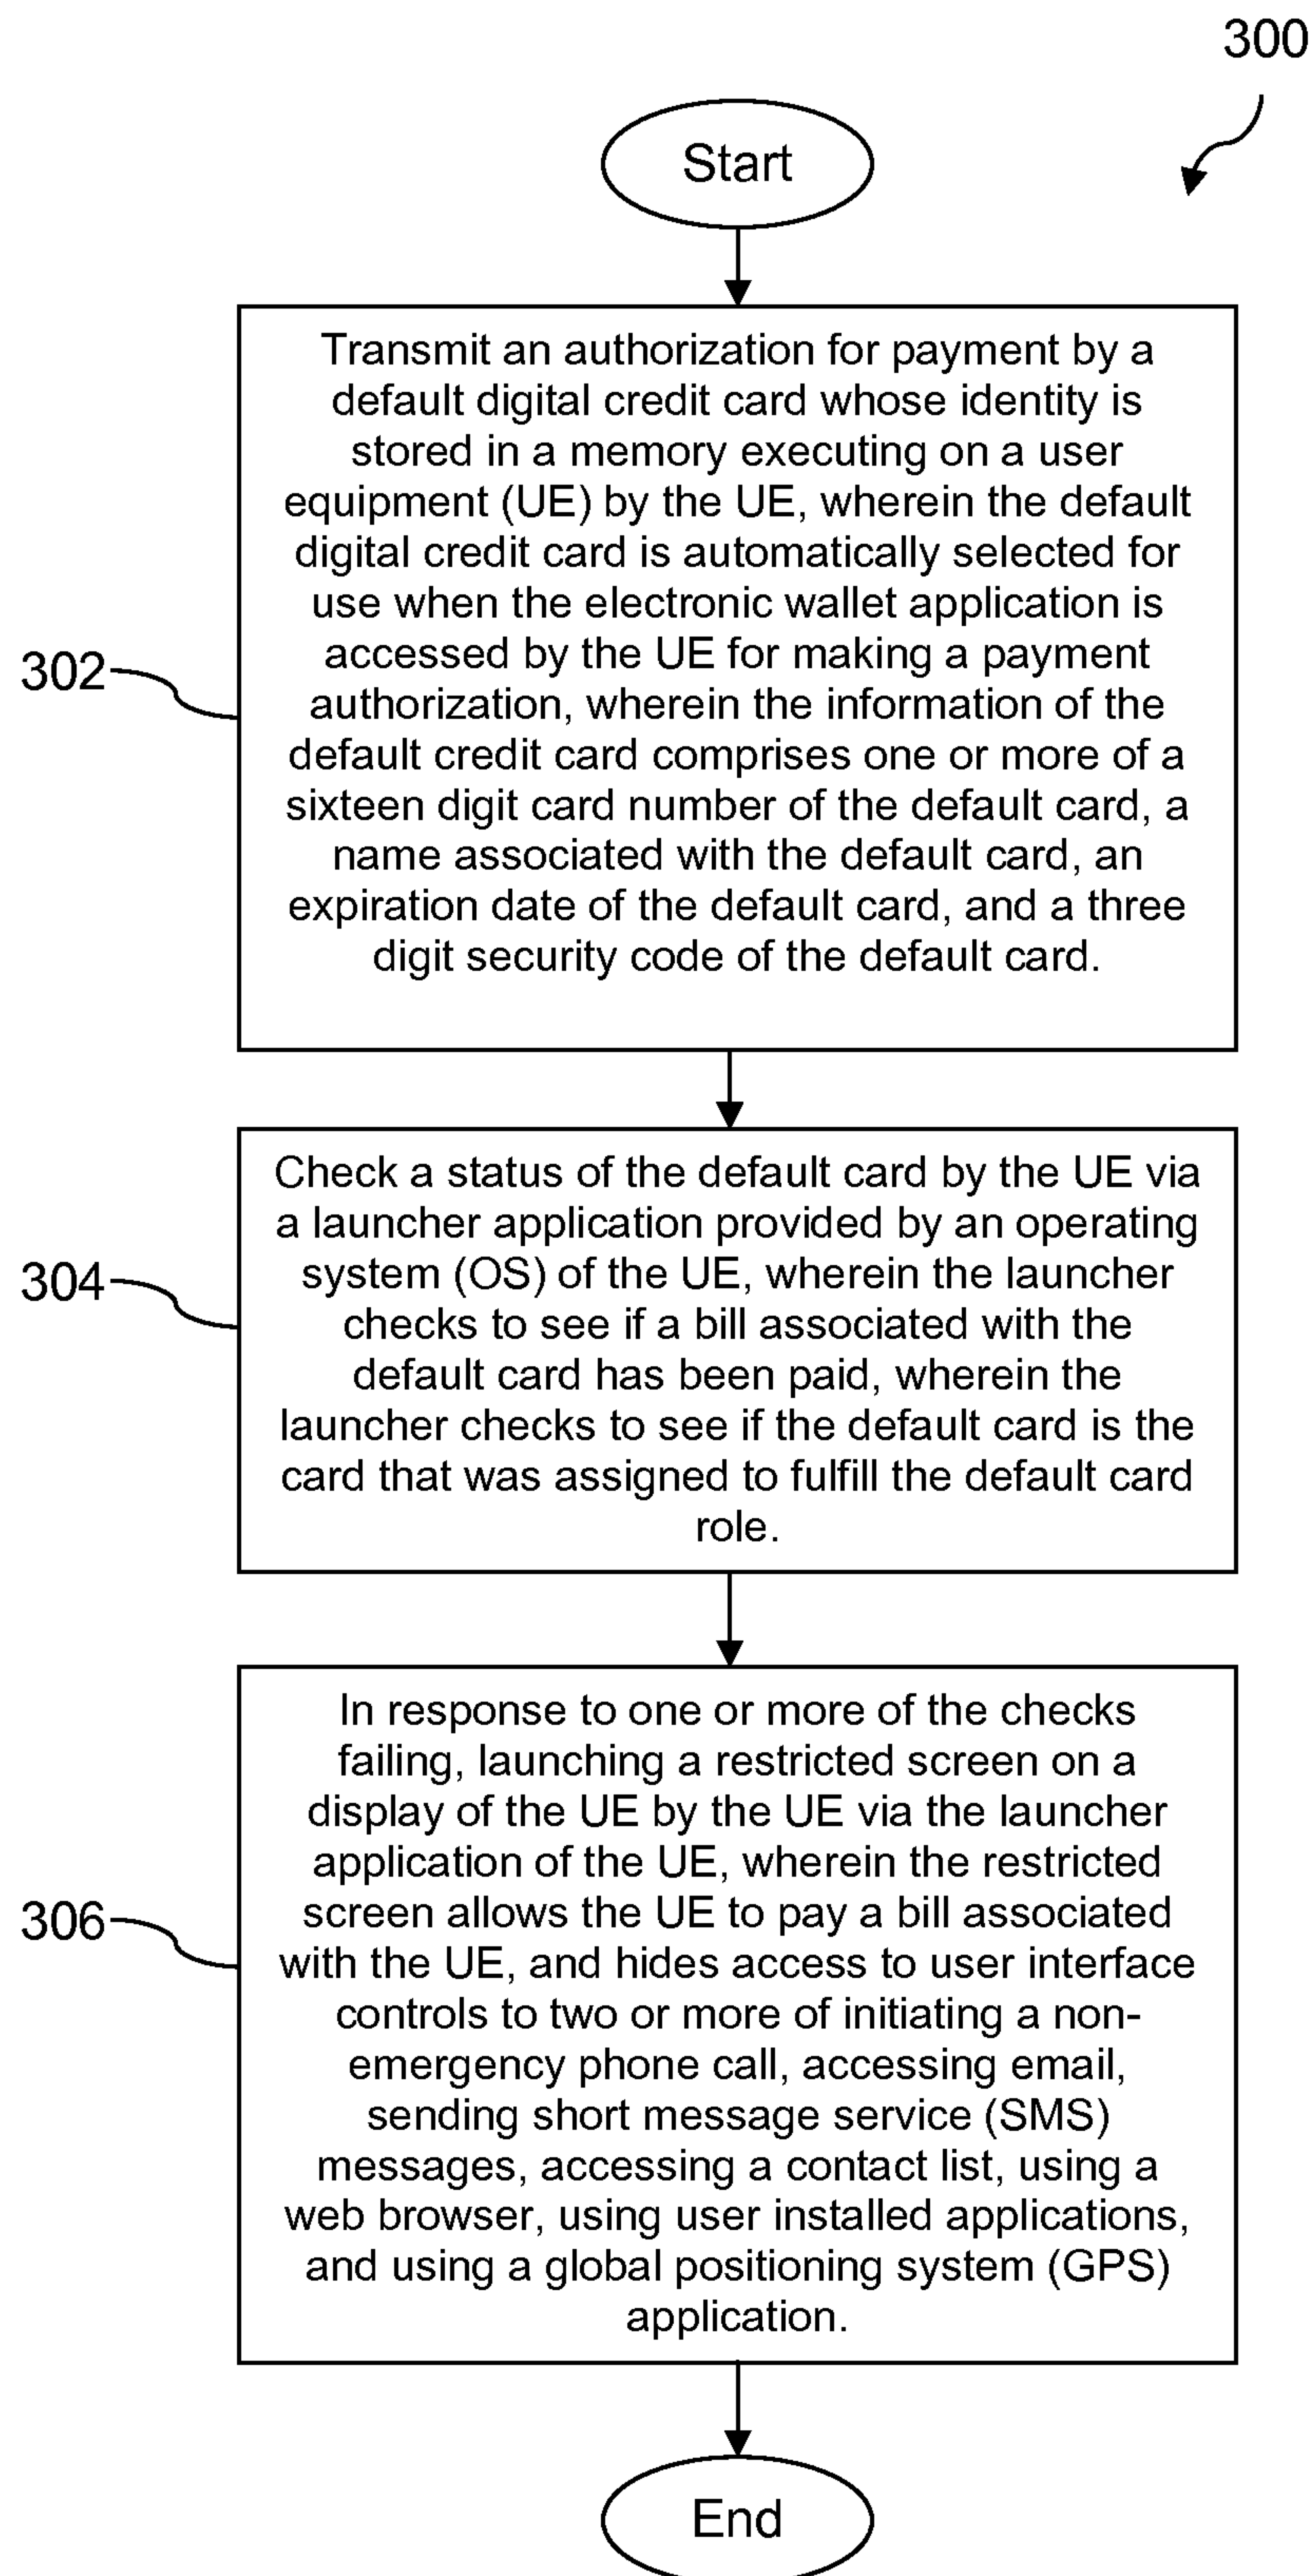 300
Start
Transmit an authorization for payment by a
default digital credit card whose identity is
stored in a memory executing on a user
equipment (UE) by the UE, wherein the default
digital credit card is automatically selected for
use when the electronic wallet application is
accessed by the UE for making a payment
authorization, wherein the information of the
default credit card comprises one or more of a
sixteen digit card number of the default card, a
name associated with the default card, an
expiration date of the default card, and a three
digit security code of the default card.
302
Check a status of the default card by the UE via
a launcher application provided by an operating
system (OS) of the UE, wherein the launcher
checks to see if a bill associated with the
default card has been paid, wherein the
launcher checks to see if the default card is the
card that was assigned to fulfill the default card
role.
304
In response to one or more of the checks
failing, launching a restricted screen on a
display of the UE by the UE via the launcher
application of the UE, wherein the restricted
screen allows the UE to pay a bill associated
with the UE, and hides access to user interface
controls to two or more of initiating a non-
emergency phone call, accessing email,
sending short message service (SMS)
messages, accessing a contact list, using a
web browser, using user installed applications,
and using a global positioning system (GPS)
application.
306
End